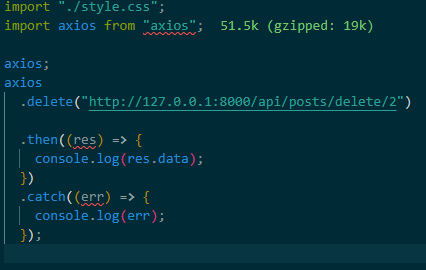 import "./style.css";
import axios from "axios";  51.5k (gzipped: 19k)

axios;
axios
  .delete("http://127.0.0.1:8000/api/posts/delete/2")

  .then((res) => {
    console.log(res.data);
  })
  .catch((err) => {
    console.log(err);
  });